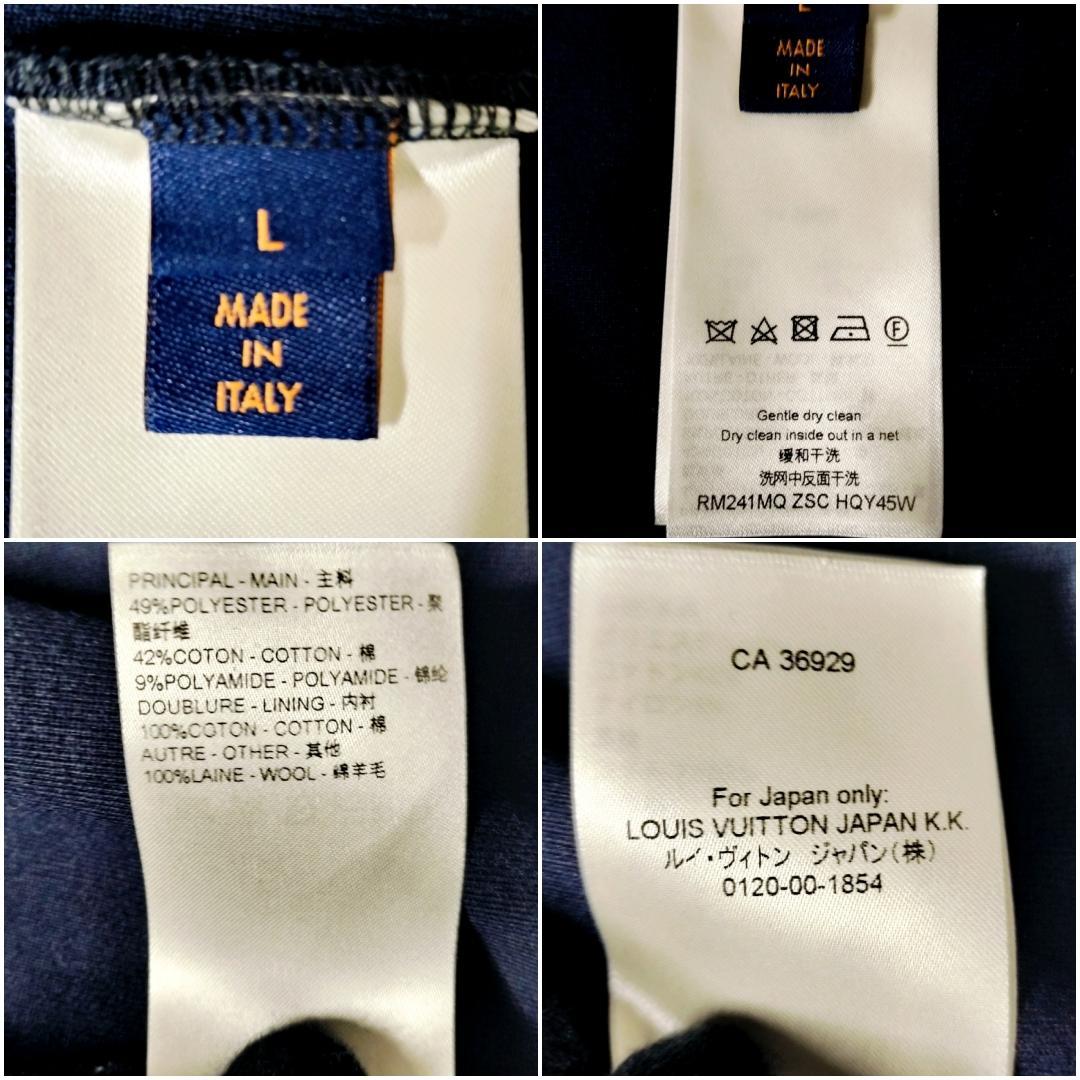 L
MADE
IN
ITALY
MADE
IN
ITALY
F
Gentle dry clean
Dry clean inside out in a net
缓和干洗
洗网中反面干洗
RM241MQ ZSC HQY45W
PRINCIPAL - MAIN - 主料
49%POLYESTER - POLYESTER - 聚
酯纤维
42%COTON - COTTON - 棉
9%POLYAMIDE - POLYAMIDE - 锦纶
DOUBLURE - LINING - 内衬
100%COTON - COTTON - 棉
AUTRE - OTHER - 其他
100%LAINE - WOOL - 绵羊毛
CA 36929
For Japan only:
LOUIS VUITTON JAPAN K.K.
ルイ・ヴィトン ジャパン(株)
0120-00-1854